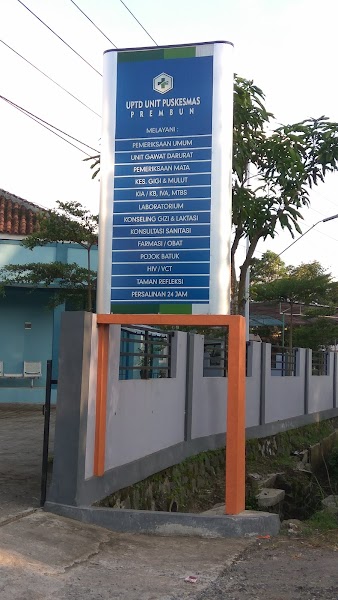 UPTD UNIT PUSKESMAS
PREMBUN
MELAYANI :
PEMERIKSAAN UMUM
UNIT GAWAT DARURAT
PEMERIKSAAN MATA
KES. GIGI & MULUT
KIA / KB, IVA, MTBS
LABORATORIUM
KONSELING GIZI & LAKTASI
KONSULTASI SANITASI
FARMASI / OBAT
POJOK BATUK
HIV / VCT
TAMAN REFLEKSI
PERSALINAN 24 JAM